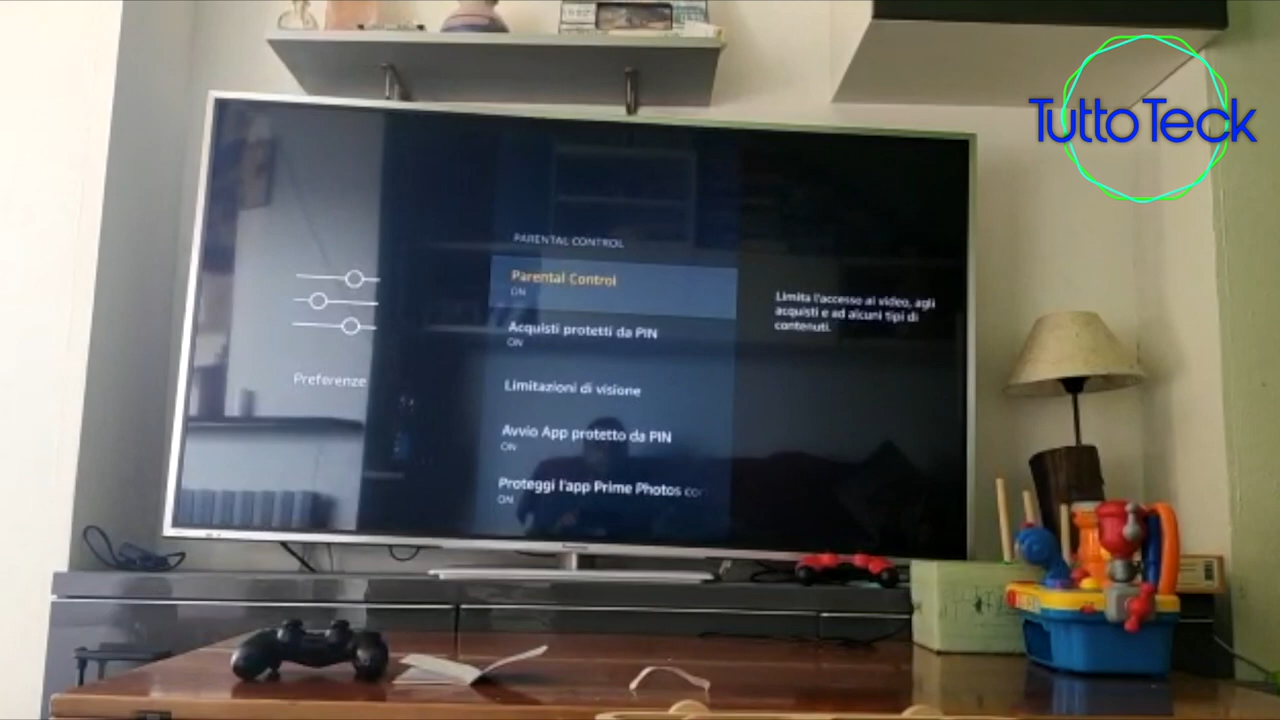 TuttoTeck
PARENTAL CONTROL
Parental Control
ON
Acquisti protetti da PIN
ON
Limitazioni di visione
Avvio App protetto da PIN
ON
Proteggi l'app Prime Photos co
ON
Preferenze
Limita l'accesso ai video, agli
acquisti e ad alcuni tipi di
contenuti.